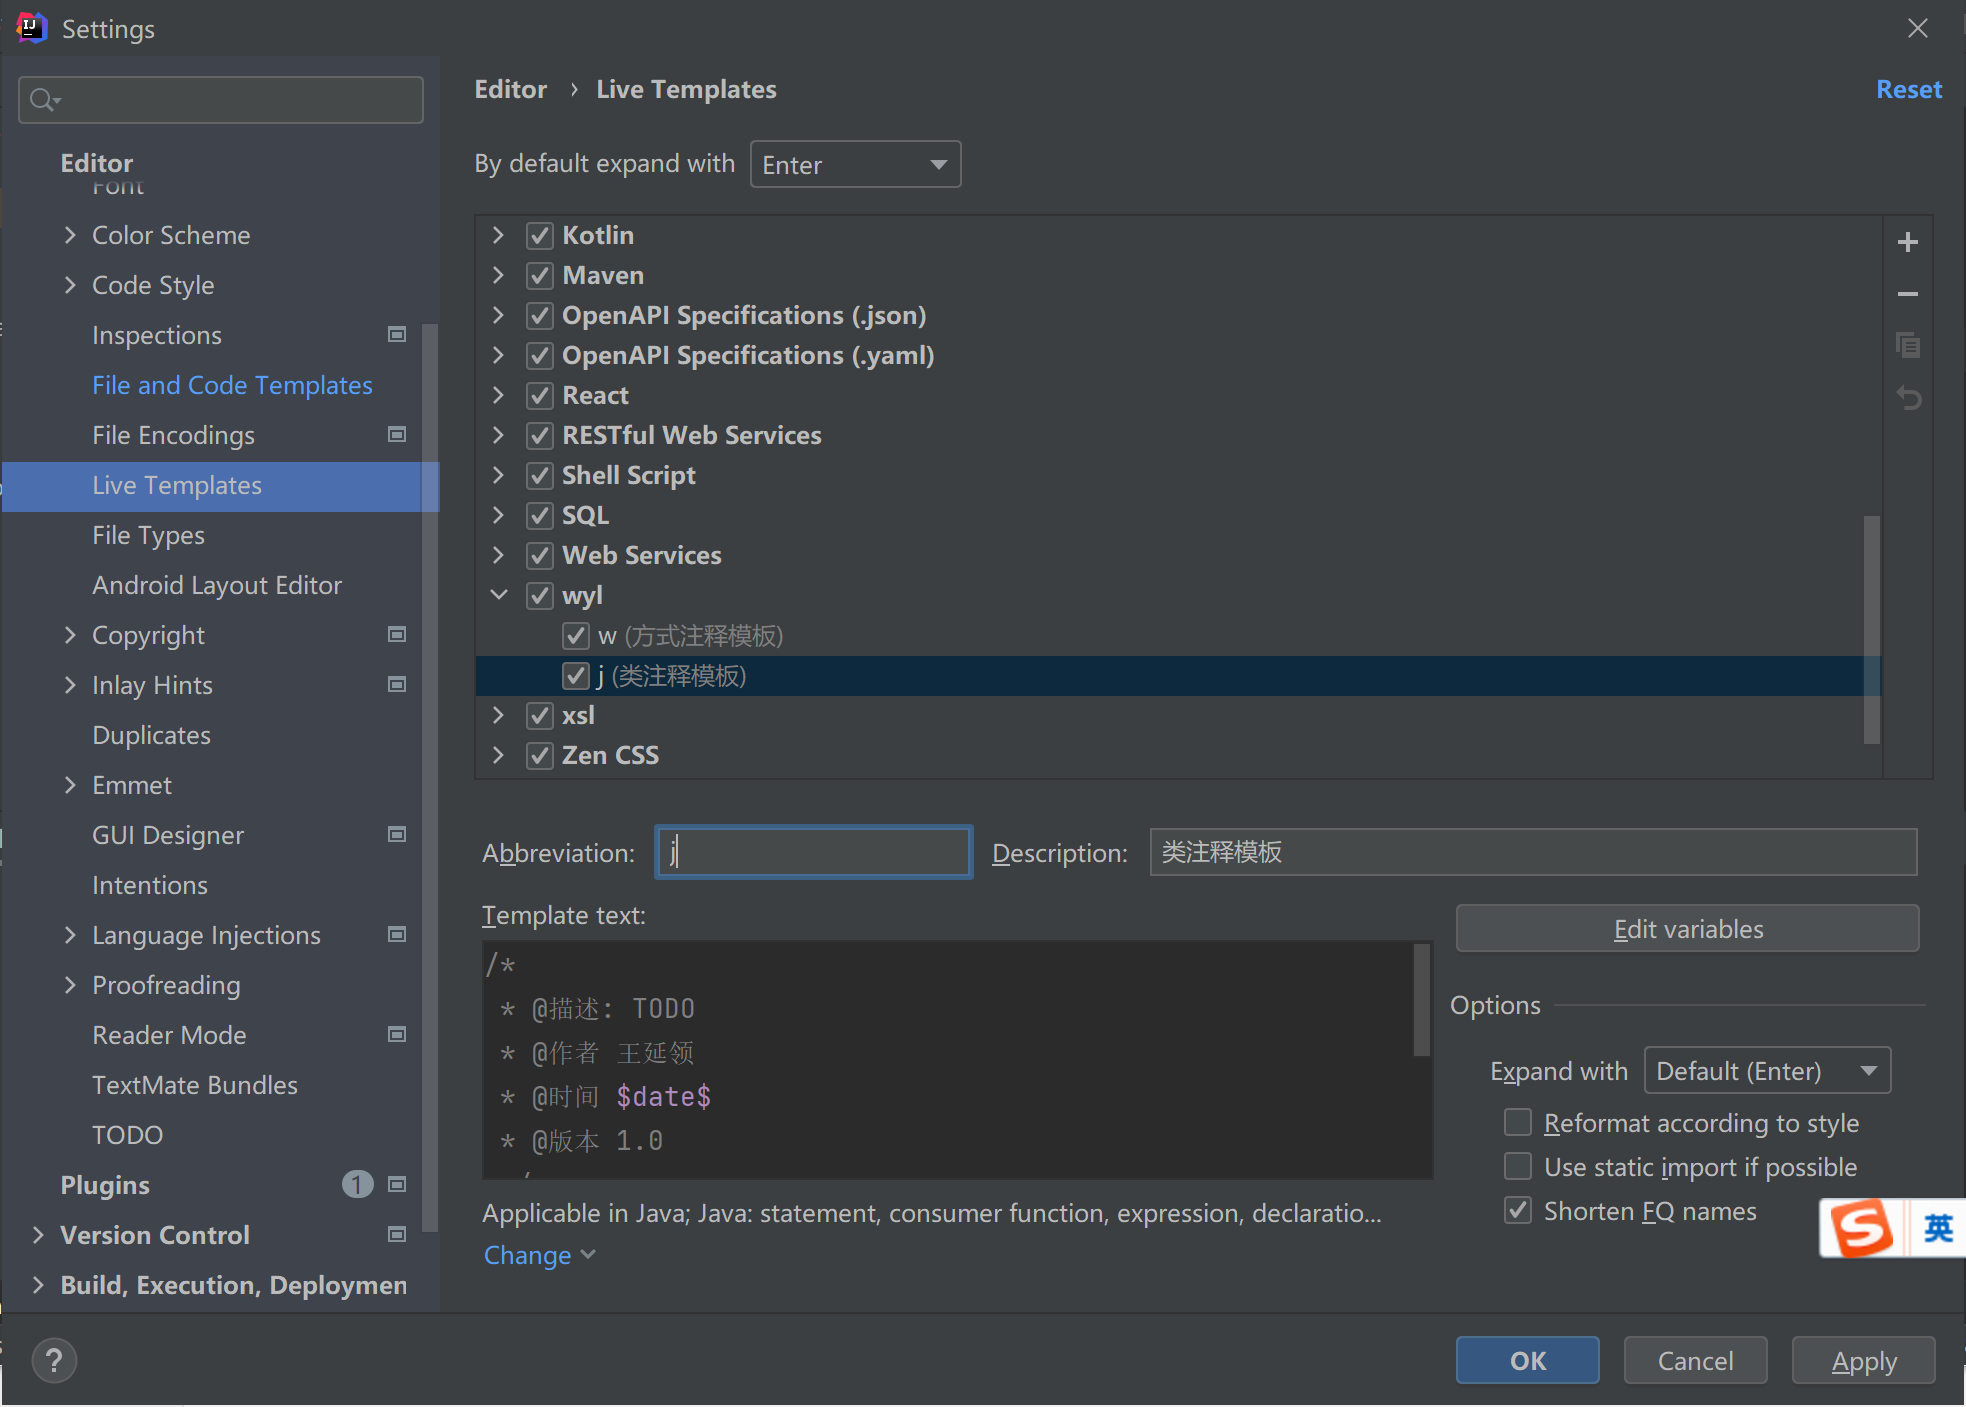 IJ Settings
Editor
Font
Color Scheme
Code Style
Inspections
File and Code Templates
File Encodings
Live Templates
File Types
Android Layout Editor
Copyright
Inlay Hints
Duplicates
Emmet
GUI Designer
Intentions
Language Injections
Proofreading
Reader Mode
TextMate Bundles
TODO
Plugins 1
Version Control
Build, Execution, Deploymen
Editor › Live Templates
Reset
By default expand with Enter
Kotlin
Maven
OpenAPI Specifications (.json)
OpenAPI Specifications (.yaml)
React
RESTful Web Services
Shell Script
SQL
Web Services
wyl
w (方式注释模板)
j (类注释模板)
xsl
Zen CSS
Abbreviation: j Description: 类注释模板
Template text:
/*
* @描述: TODO
* @作者 王延领
* @时间 $date$
* @版本 1.0
Edit variables
Options
Expand with Default (Enter)
Reformat according to style
Use static import if possible
Shorten FQ names
Applicable in Java; Java: statement, consumer function, expression, declaratio...
Change
S 英
? OK Cancel Apply